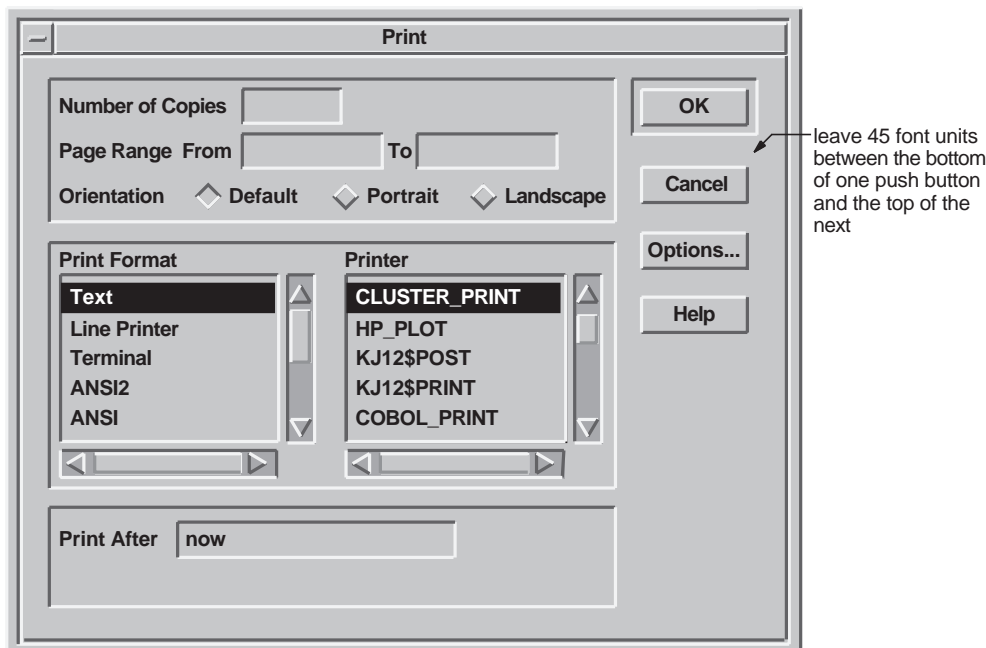 Print
Number of Copies
Page Range From To
Orientation Default Portrait Landscape
Print Format
Text
Line Printer
Terminal
ANSI2
ANSI
Printer
CLUSTER_PRINT
HP_PLOT
KJ12$POST
KJ12$PRINT
COBOL_PRINT
Print After now
OK
Cancel
Options...
Help
leave 45 font units
between the bottom
of one push button
and the top of the
next